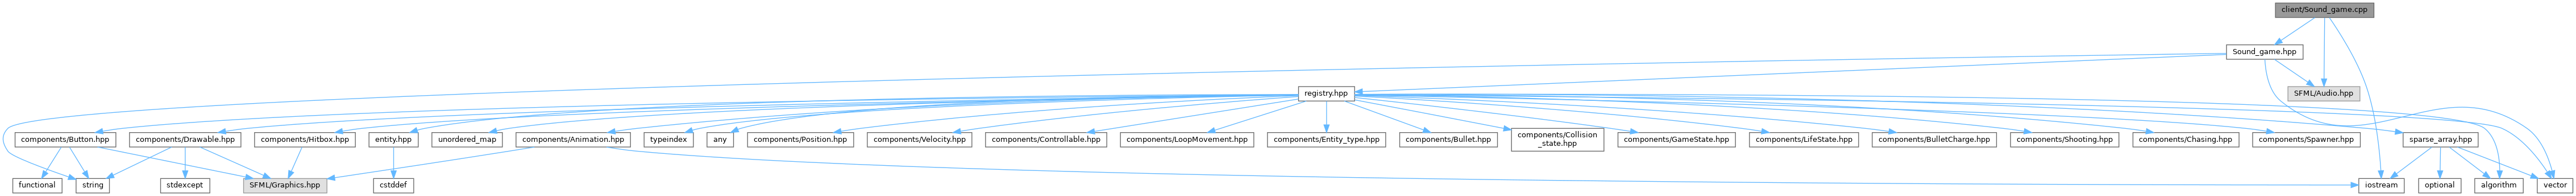 client/Sound_game.cpp
Sound_game.hpp
registry.hpp
SFML/Audio.hpp
components/Button.hpp
components/Drawable.hpp
components/Hitbox.hpp
entity.hpp
unordered_map
components/Animation.hpp
typeindex
any
components/Position.hpp
components/Velocity.hpp
components/Controllable.hpp
components/LoopMovement.hpp
components/Entity_type.hpp
components/Bullet.hpp
components/Collision
_state.hpp
components/GameState.hpp
components/LifeState.hpp
components/BulletCharge.hpp
components/Shooting.hpp
components/Chasing.hpp
components/Spawner.hpp
sparse_array.hpp
functional
string
stdexcept
SFML/Graphics.hpp
cstddef
iostream
optional
algorithm
vector